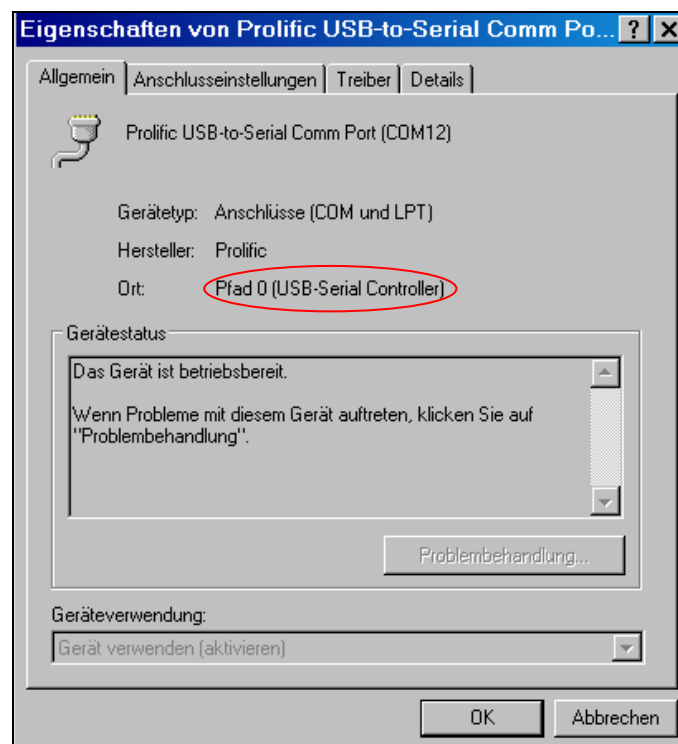 Eigenschaften von Prolific USB-to-Serial Comm Po... ? X
Allgemein Anschlusseinstellungen Treiber Details
Prolific USB-to-Serial Comm Port (COM12)
Gerätetyp: Anschlüsse (COM und LPT)
Hersteller: Prolific
Ort: Pfad 0 (USB-Serial Controller)
Gerätestatus
Das Gerät ist betriebsbereit.
Wenn Probleme mit diesem Gerät auftreten, klicken Sie auf
"Problembehandlung".
Problembehandlung...
Geräteverwendung:
Gerät verwenden (aktivieren)
OK Abbrechen